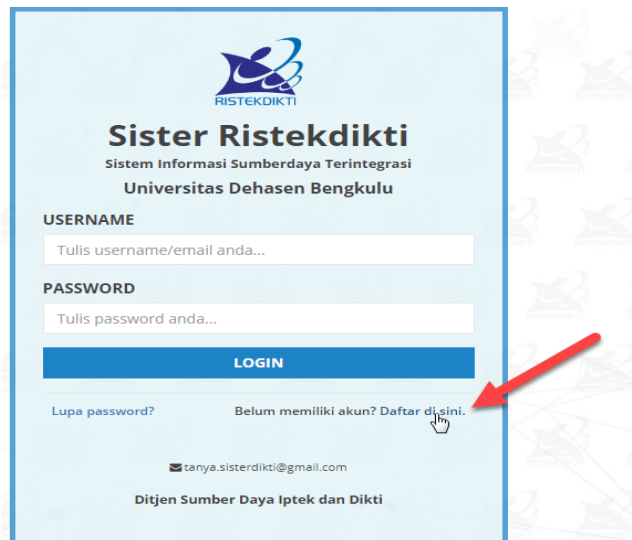 RISTEKDIKTI
Sister Ristekdikti
Sistem Informasi Sumberdaya Terintegrasi
Universitas Dehasen Bengkulu
USERNAME
Tulis username/email anda...
PASSWORD
Tulis password anda...
LOGIN
Lupa password? Belum memiliki akun? Daftar di sini.
tanya.sisterdikti@gmail.com
Ditjen Sumber Daya Iptek dan Dikti